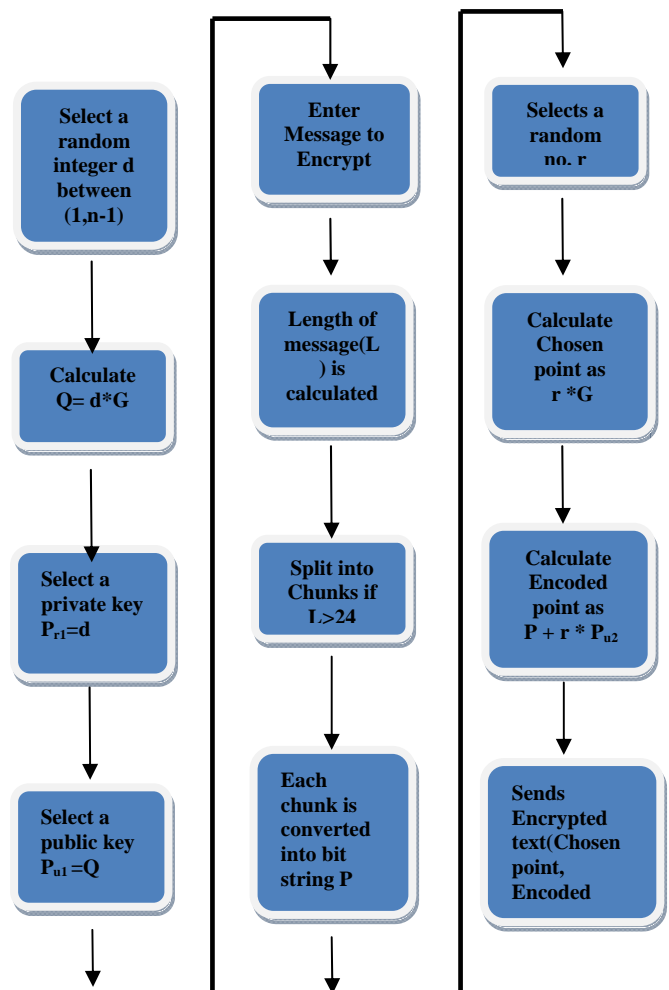 Select a
random
integer d
between
(1,n-1)
Calculate
Q= d*G
Select a
private key
Pr1=d
Select a
public key
Pu1 =Q
Enter
Message to
Encrypt
Length of
message(L
) is
calculated
Split into
Chunks if
L>24
Each
chunk is
converted
into bit
string P
Selects a
random
no. r
Calculate
Chosen
point as
r *G
Calculate
Encoded
point as
P + r * Pu2
Sends
Encrypted
text(Chosen
point,
Encoded